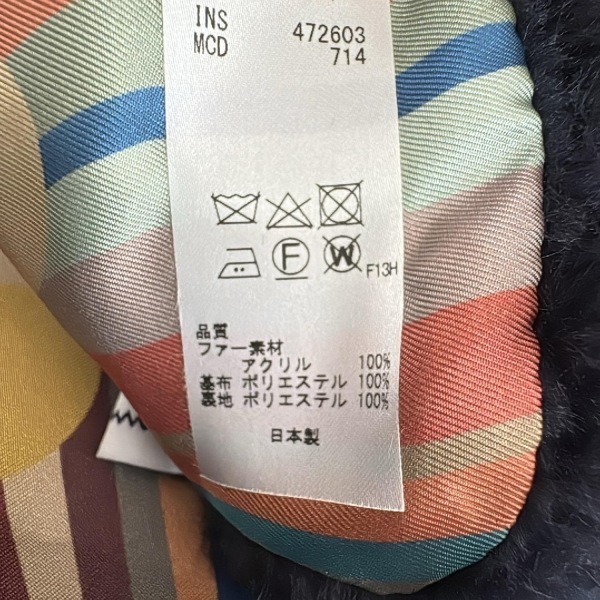 INS 472603
MCD 714
F
W
F13H
品質
ファー素材
アクリル 100%
基布 ポリエステル 100%
裏地 ポリエステル 100%
日本製